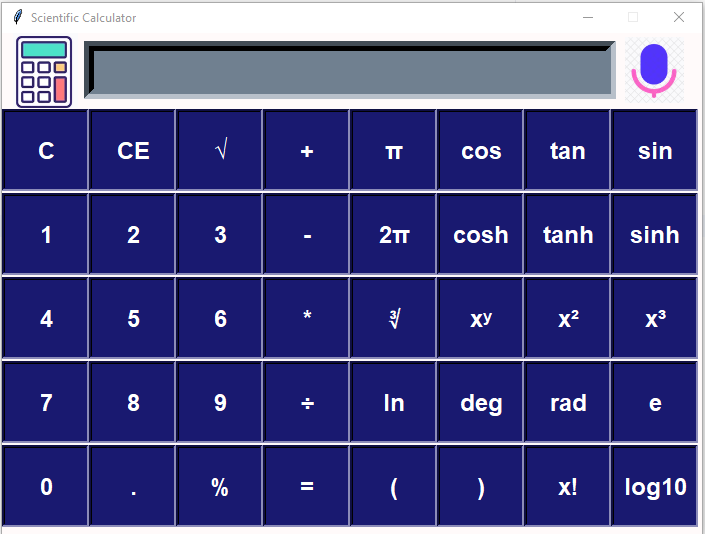 Scientific Calculator
C CE √ + π cos tan sin
1 2 3 - 2π cosh tanh sinh
4 5 6 * ∛ xʸ x² x³
7 8 9 ÷ ln deg rad e
0 . % = ( ) x! log10